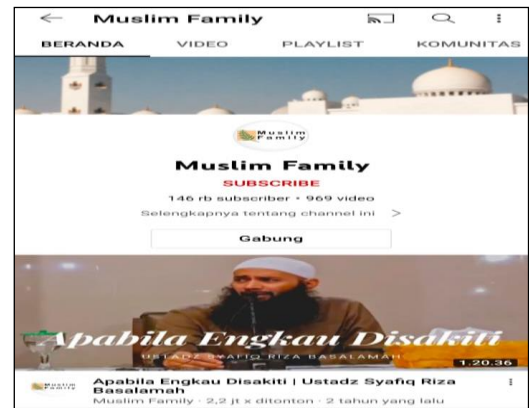 Muslim Family
BERANDA VIDEO PLAYLIST KOMUNITAS
Muslim
Family
Muslim Family
SUBSCRIBE
146 rb subscriber • 969 video
Selengkapnya tentang channel ini >
Gabung
Apabila Engkau Disakiti
USTADZ SYAFIQ RIZA BASALAMAH
1.20.36
Muslim
Family
Apabila Engkau Disakiti | Ustadz Syafiq Riza
Basalamah
Muslim Family · 2,2 jt x ditonton · 2 tahun yang lalu